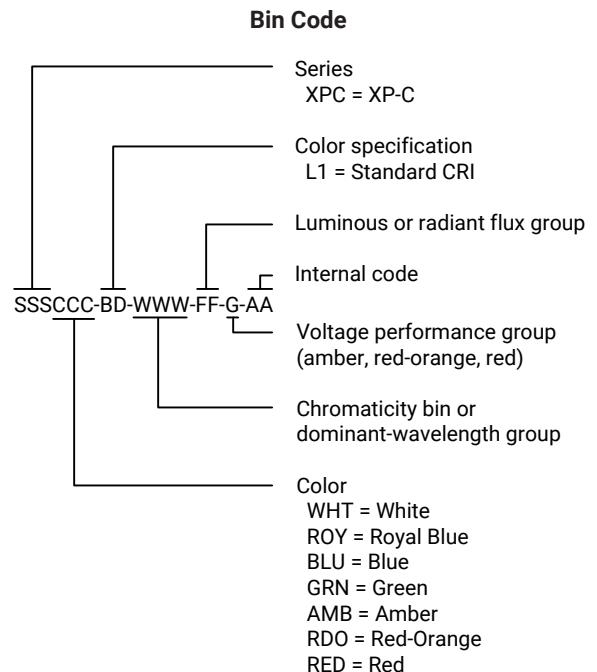 Bin Code
Series
XPC = XP-C
Color specification
L1 = Standard CRI
Luminous or radiant flux group
Internal code
SSSCCC-BD-WWW-FF-G-AA
Voltage performance group
(amber, red-orange, red)
Chromaticity bin or
dominant-wavelength group
Color
WHT = White
ROY = Royal Blue
BLU = Blue
GRN = Green
AMB = Amber
RDO = Red-Orange
RED = Red